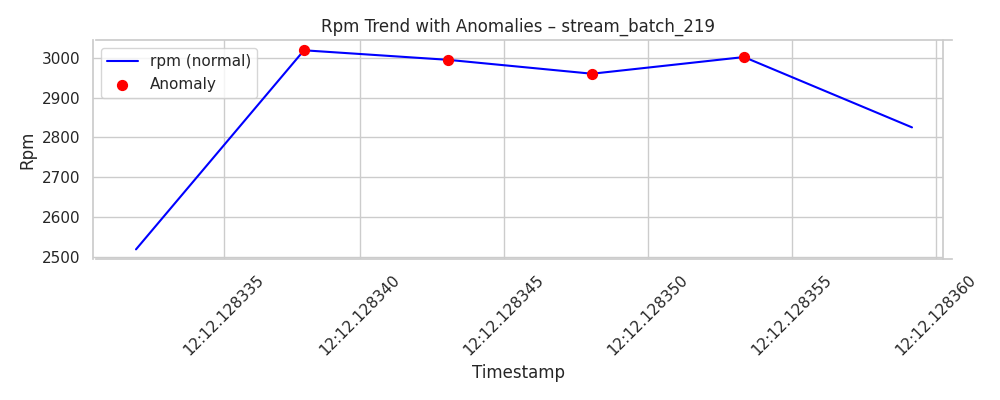 Rpm Trend with Anomalies – stream_batch_219
rpm (normal)
Anomaly
Rpm
3000
2900
2800
2700
2600
2500
12:12.128335
12:12.128340
12:12.128345
12:12.128350
12:12.128355
12:12.128360
Timestamp